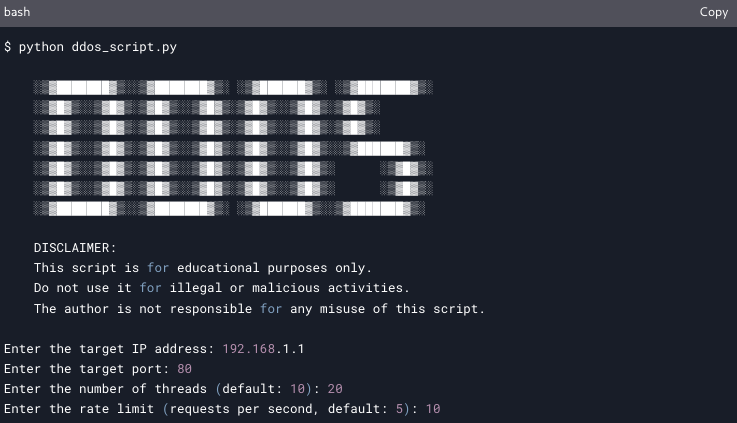 bash
Copy
$ python ddos_script.py
DDOS
DISCLAIMER:
This script is for educational purposes only.
Do not use it for illegal or malicious activities.
The author is not responsible for any misuse of this script.
Enter the target IP address: 192.168.1.1
Enter the target port: 80
Enter the number of threads (default: 10): 20
Enter the rate limit (requests per second, default: 5): 10